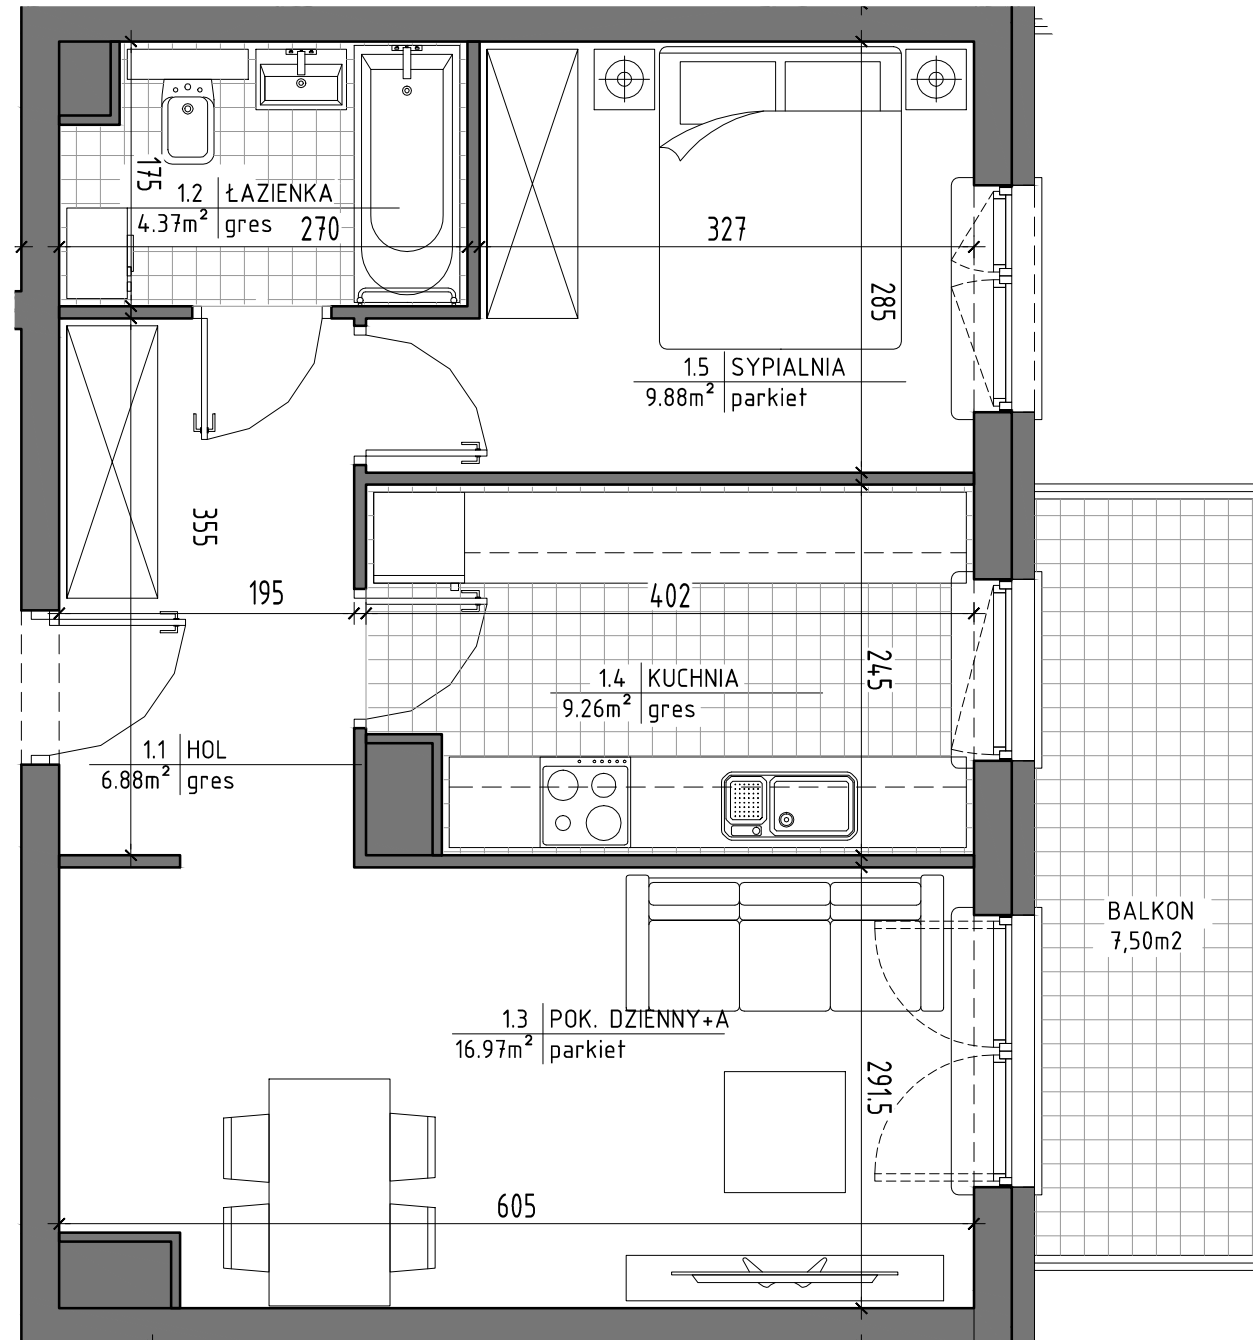 175
1.2 ŁAZIENKA
4.37m² gres
270
327
285
1.5 SYPIALNIA
9.88m² parkiet
355
195
402
1.4 KUCHNIA
9.26m² gres
245
1.1 HOL
6.88m² gres
BALKON
7,50m2
1.3 POK. DZIENNY+A
16.97m² parkiet
291.5
605